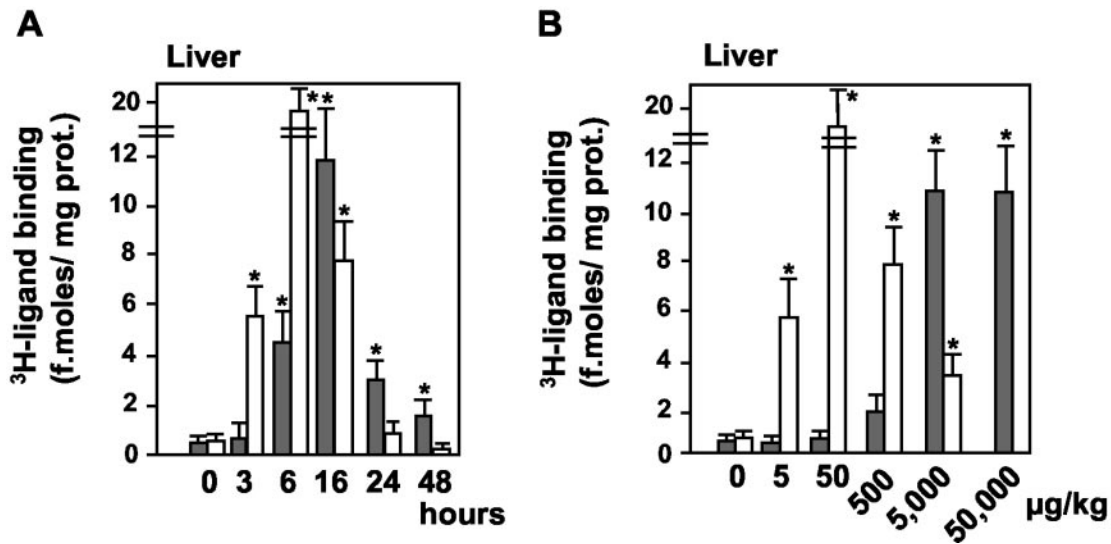 A
Liver
³H-ligand binding
(f.moles/ mg prot.)
20
12
10
8
6
4
2
0
* * * * * * *
0 3 6 16 24 48
hours
B
Liver
³H-ligand binding
(f.moles/ mg prot.)
20
12
10
8
6
4
2
0
* * * * * *
0 5 50 500 5,000 50,000 µg/kg